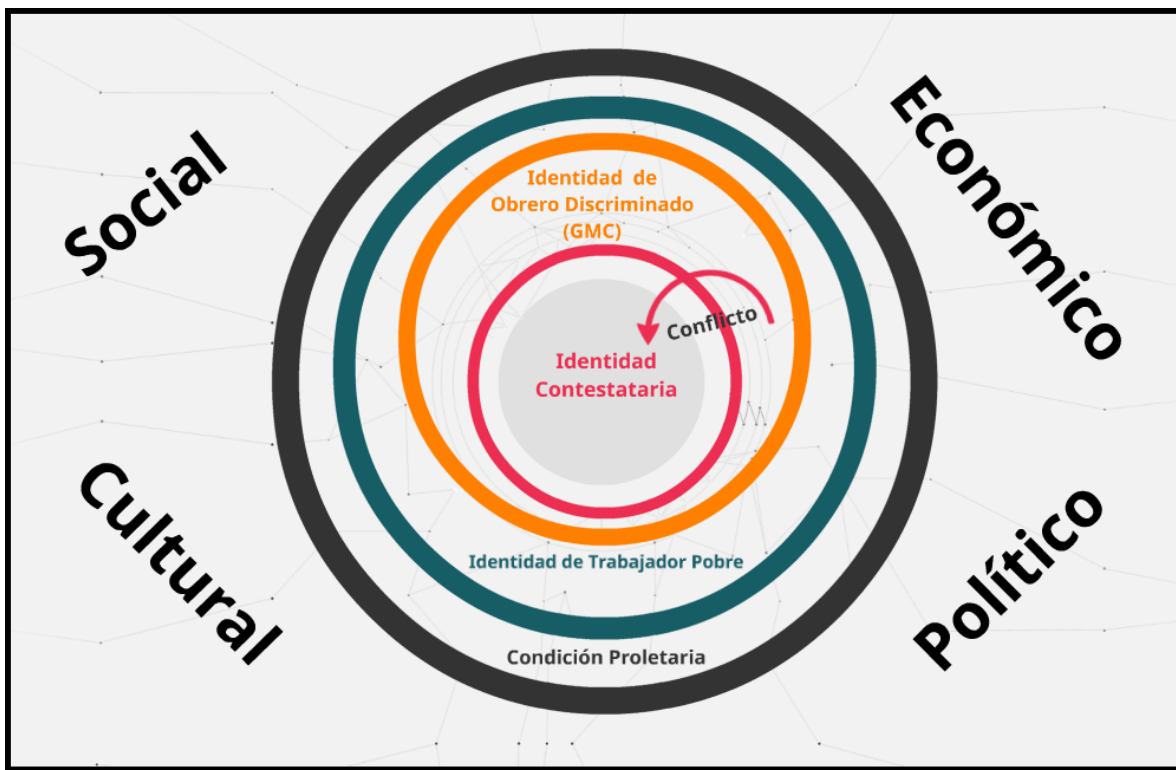 Social
Económico
Identidad de
Obrero Discriminado
(GMC)
Conflicto
Identidad
Contestataria
Cultural
Político
Identidad de Trabajador Pobre
Condición Proletaria